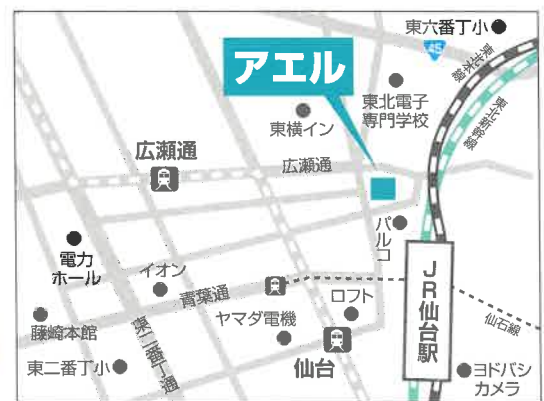 東六番丁小
45
東北本線
東北新幹線
アエル
東北電子
専門学校
東横イン
広瀬通
広瀬通
パルコ
電力
ホール
イオン
青葉通
ロフト
JR仙台駅
仙石線
藤崎本館
ヤマダ電機
東二番丁通
東二番丁小
仙台
ヨドバシ
カメラ